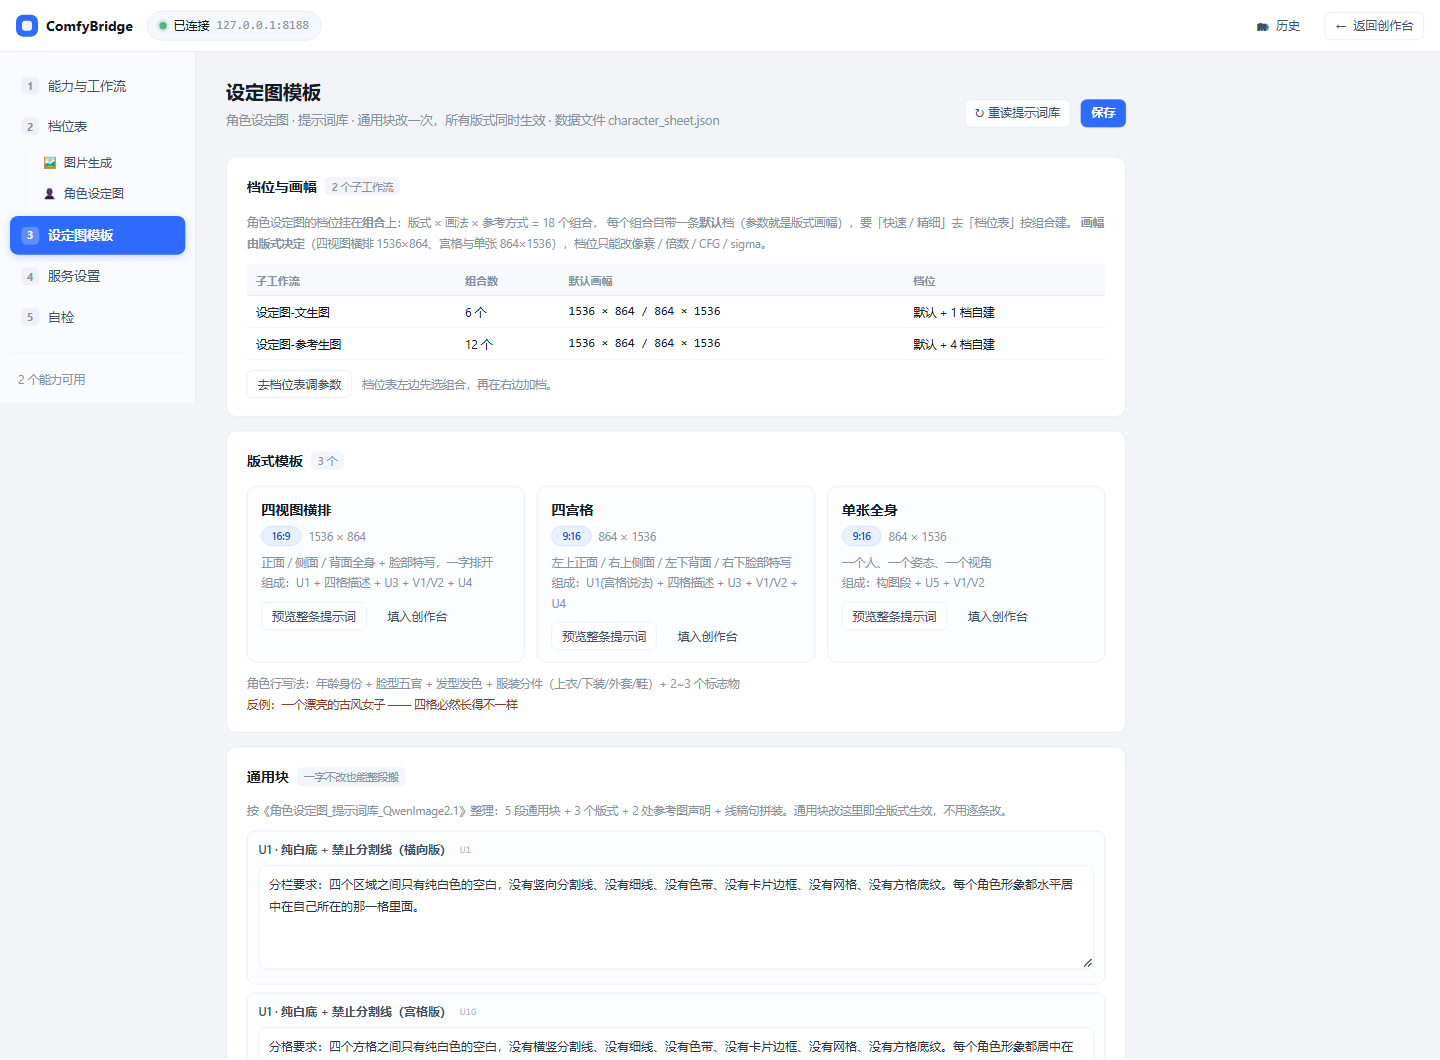 ComfyBridge
已连接 127.0.0.1:8188
历史
← 返回创作台
1 能力与工作流
2 档位表
图片生成
角色设定图
3 设定图模板
4 服务设置
5 自检
2 个能力可用
设定图模板
角色设定图 · 提示词库 · 通用块改一次，所有版式同时生效 · 数据文件 character_sheet.json
↻ 重读提示词库
保存
档位与画幅 2 个子工作流
角色设定图的档位挂在组合上：版式 × 画法 × 参考方式 = 18 个组合，每个组合自带一条默认档（参数就是版式画幅），要「快速 / 精细」去「档位表」按组合建。画幅
由版式决定（四视图横排 1536×864、宫格与单张 864×1536），档位只能改像素 / 倍数 / CFG / sigma。
子工作流 组合数 默认画幅 档位
设定图-文生图 6 个 1536 × 864 / 864 × 1536 默认 + 1 档自建
设定图-参考生图 12 个 1536 × 864 / 864 × 1536 默认 + 4 档自建
去档位表调参数 档位表左边先选组合，再在右边加档。
版式模板 3 个
四视图横排
16:9 1536 × 864
正面 / 侧面 / 背面全身 + 脸部特写，一字排开
组成：U1 + 四格描述 + U3 + V1/V2 + U4
预览整条提示词 填入创作台
四宫格
9:16 864 × 1536
左上正面 / 右上侧面 / 左下背面 / 右下脸部特写
组成：U1(宫格说法) + 四格描述 + U3 + V1/V2 +
U4
预览整条提示词 填入创作台
单张全身
9:16 864 × 1536
一个人、一个姿态、一个视角
组成：构图段 + U5 + V1/V2
预览整条提示词 填入创作台
角色行写法：年龄身份 + 脸型五官 + 发型发色 + 服装分件（上衣/下装/外套/鞋）+ 2~3 个标志物
反例：一个漂亮的古风女子 —— 四格必然长得不一样
通用块 一字不改也能整段搬
按《角色设定图_提示词库_QwenImage2.1》整理：5 段通用块 + 3 个版式 + 2 处参考图声明 + 线稿句拼装。通用块改这里即全版式生效，不用逐条改。
U1 · 纯白底 + 禁止分割线（横向版） U1
分栏要求：四个区域之间只有纯白色的空白，没有竖向分割线、没有细线、没有色带、没有卡片边框、没有网格、没有方格底纹。每个角色形象都水平居
中在自己所在的那一格里面。
U1 · 纯白底 + 禁止分割线（宫格版） U1G
分格要求：四个方格之间只有纯白色的空白，没有横竖分割线、没有细线、没有色带、没有卡片边框、没有网格、没有方格底纹。每个角色形象都居中在